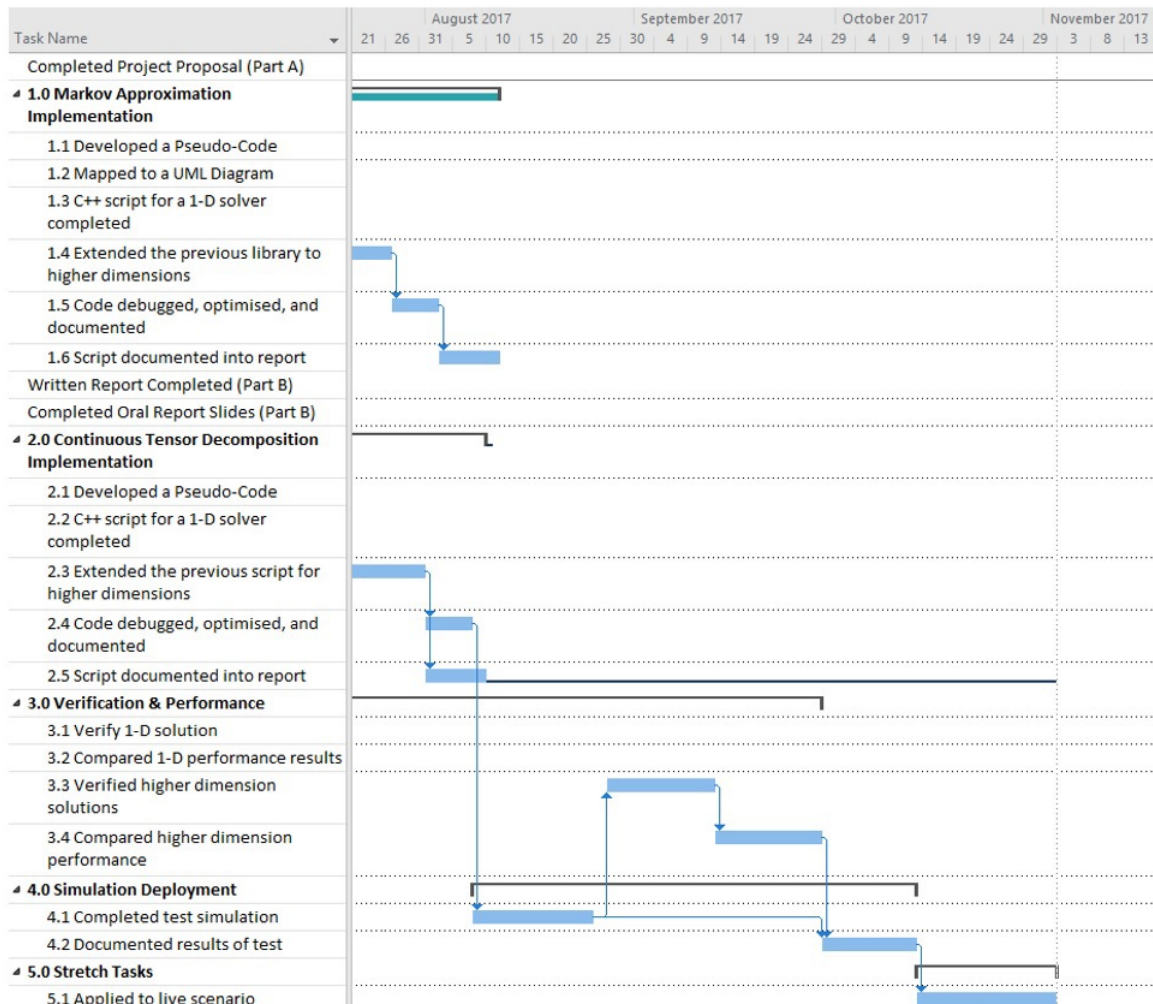 August 2017 September 2017 October 2017 November 2017
Task Name 21 26 31 5 10 15 20 25 30 4 9 14 19 24 29 4 9 14 19 24 29 3 8 13
Completed Project Proposal (Part A)
1.0 Markov Approximation
Implementation
1.1 Developed a Pseudo-Code
1.2 Mapped to a UML Diagram
1.3 C++ script for a 1-D solver
completed
1.4 Extended the previous library to
higher dimensions
1.5 Code debugged, optimised, and
documented
1.6 Script documented into report
Written Report Completed (Part B)
Completed Oral Report Slides (Part B)
2.0 Continuous Tensor Decomposition
Implementation
2.1 Developed a Pseudo-Code
2.2 C++ script for a 1-D solver
completed
2.3 Extended the previous script for
higher dimensions
2.4 Code debugged, optimised, and
documented
2.5 Script documented into report
3.0 Verification & Performance
3.1 Verify 1-D solution
3.2 Compared 1-D performance results
3.3 Verified higher dimension
solutions
3.4 Compared higher dimension
performance
4.0 Simulation Deployment
4.1 Completed test simulation
4.2 Documented results of test
5.0 Stretch Tasks
5.1 Applied to live scenario